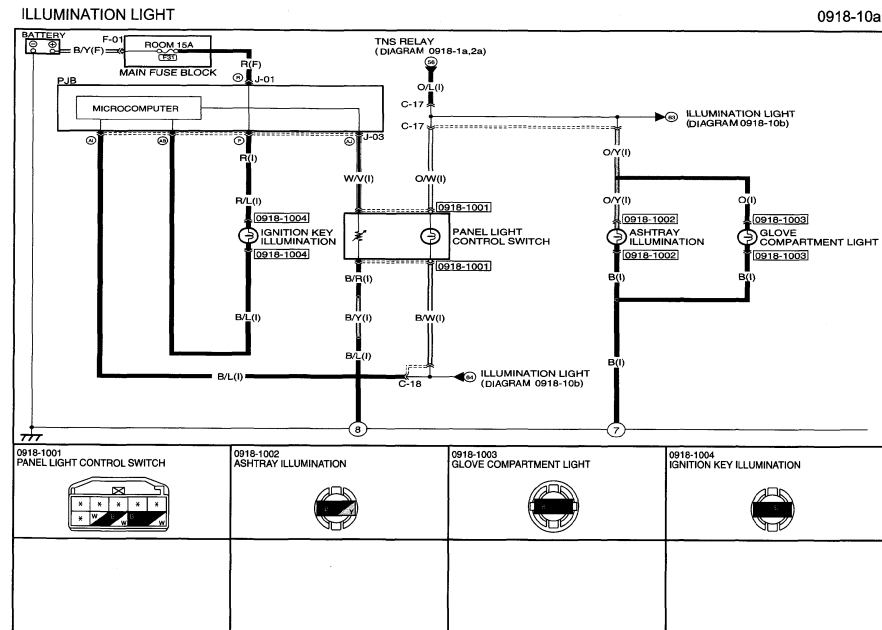 ILLUMINATION LIGHT
0918-10a
BATTERY
F-01
B/Y(F)
ROOM 15A
F31
MAIN FUSE BLOCK
R(F)
J-01
TNS RELAY
(DIAGRAM 0918-1a,2a)
O/L(I)
C-17
C-17
PJB
MICROCOMPUTER
J-03
ILLUMINATION LIGHT
(DIAGRAM 0918-10b)
R(I)
W/V(I)
O/W(I)
O/Y(I)
R/L(I)
O/Y(I)
O(I)
0918-1004
0918-1001
0918-1002
0918-1003
IGNITION KEY
ILLUMINATION
PANEL LIGHT
CONTROL SWITCH
ASHTRAY
ILLUMINATION
GLOVE
COMPARTMENT LIGHT
0918-1004
0918-1001
0918-1002
0918-1003
B/R(I)
B(I)
B(I)
B/L(I)
B/Y(I)
B/W(I)
B/L(I)
B(I)
B/L(I)
C-18
ILLUMINATION LIGHT
(DIAGRAM 0918-10b)
8
7
0918-1001
PANEL LIGHT CONTROL SWITCH
0918-1002
ASHTRAY ILLUMINATION
0918-1003
GLOVE COMPARTMENT LIGHT
0918-1004
IGNITION KEY ILLUMINATION